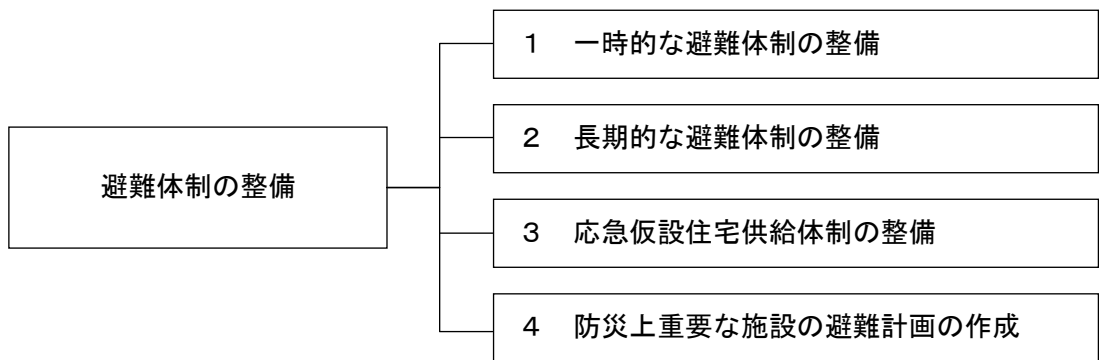 避難体制の整備
１　一時的な避難体制の整備
２　長期的な避難体制の整備
３　応急仮設住宅供給体制の整備
４　防災上重要な施設の避難計画の作成